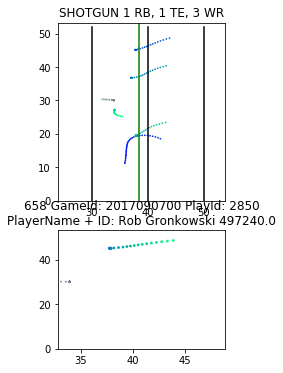 SHOTGUN 1 RB, 1 TE, 3 WR
50
40
30
20
10
0
30 40 50
658 GameId: 2017090700 PlayId: 2850
PlayerName + ID: Rob Gronkowski 497240.0
40
20
0
35 40 45